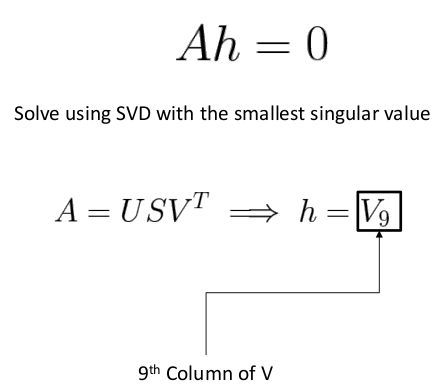 Ah = 0
Solve using SVD with the smallest singular value
A = USV^T ⟹ h = V_9
9th Column of V